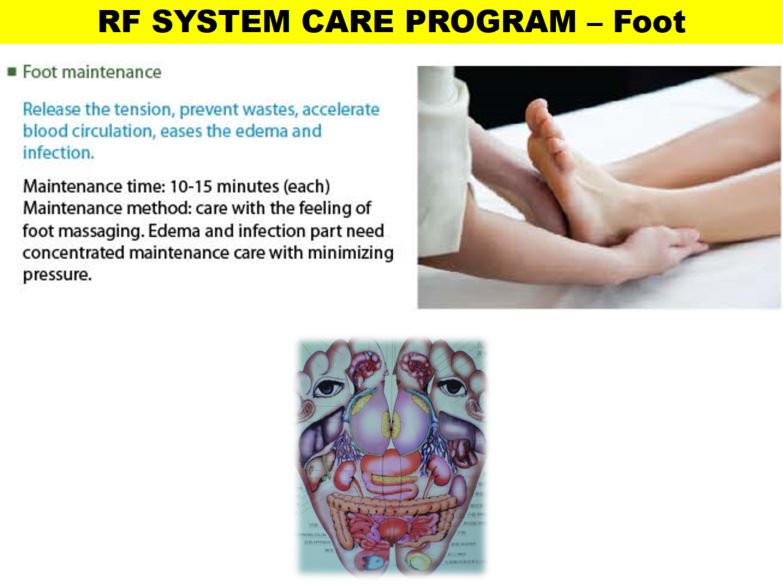 RF SYSTEM CARE PROGRAM – Foot
Foot maintenance
Release the tension, prevent wastes, accelerate
blood circulation, eases the edema and
infection.
Maintenance time: 10-15 minutes (each)
Maintenance method: care with the feeling of
foot massaging. Edema and infection part need
concentrated maintenance care with minimizing
pressure.